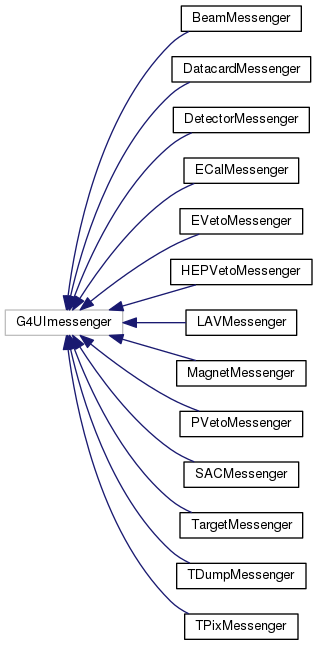 BeamMessenger
DatacardMessenger
DetectorMessenger
ECalMessenger
EVetoMessenger
HEPVetoMessenger
G4UImessenger
LAVMessenger
MagnetMessenger
PVetoMessenger
SACMessenger
TargetMessenger
TDumpMessenger
TPixMessenger